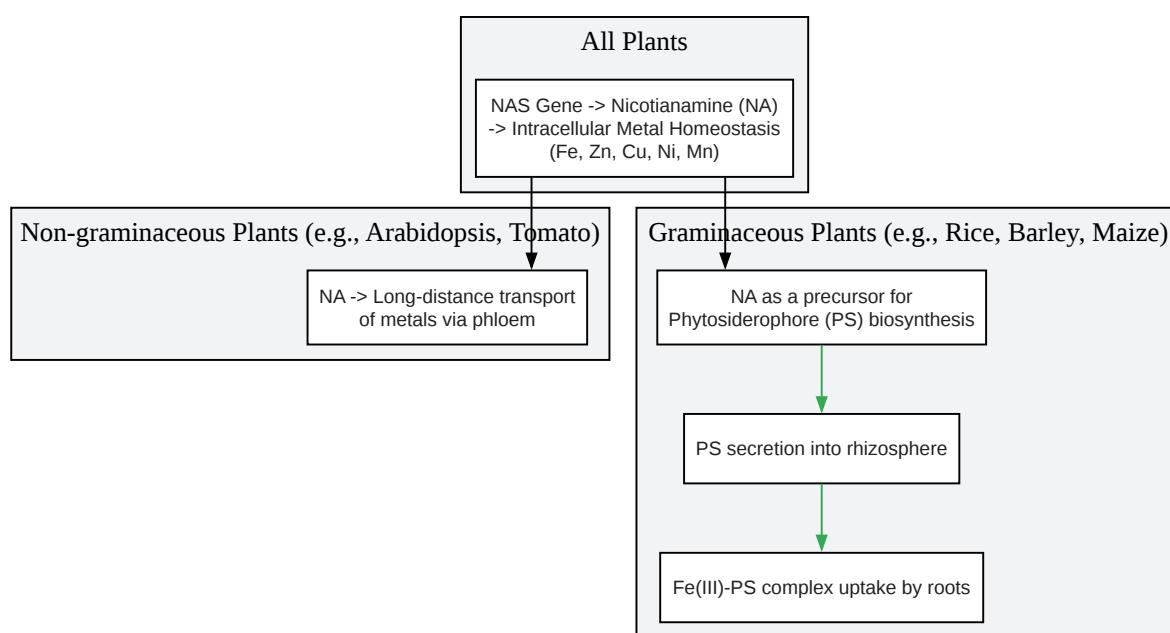 All Plants
NAS Gene -> Nicotianamine (NA)
-> Intracellular Metal Homeostasis
(Fe, Zn, Cu, Ni, Mn)
Non-graminaceous Plants (e.g., Arabidopsis, Tomato)
NA -> Long-distance transport
of metals via phloem
Graminaceous Plants (e.g., Rice, Barley, Maize)
NA as a precursor for
Phytosiderophore (PS) biosynthesis
PS secretion into rhizosphere
Fe(III)-PS complex uptake by roots